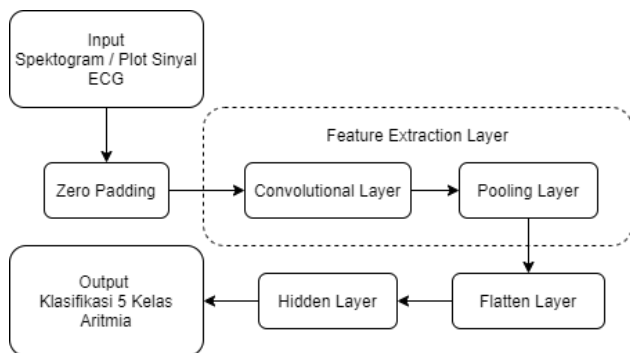 Input
Spektogram / Plot Sinyal
ECG
Feature Extraction Layer
Zero Padding
Convolutional Layer
Pooling Layer
Output
Klasifikasi 5 Kelas
Aritmia
Hidden Layer
Flatten Layer